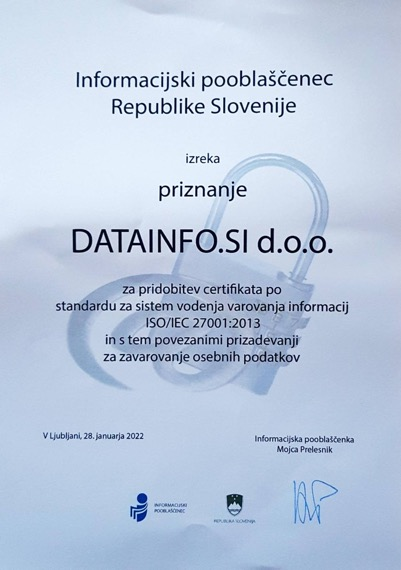 Informacijski pooblaščenec
Republike Slovenije
izreka
priznanje
DATAINFO.SI d.o.o.
za pridobitev certifikata po
standardu za sistem vodenja varovanja informacij
ISO/IEC 27001:2013
in s tem povezanimi prizadevanji
za zavarovanje osebnih podatkov
V Ljubljani, 28. januarja 2022
Informacijska pooblaščenka
Mojca Prelesnik
INFORMACIJSKI
POOBLAŠČENEC
REPUBLIKA SLOVENIJA